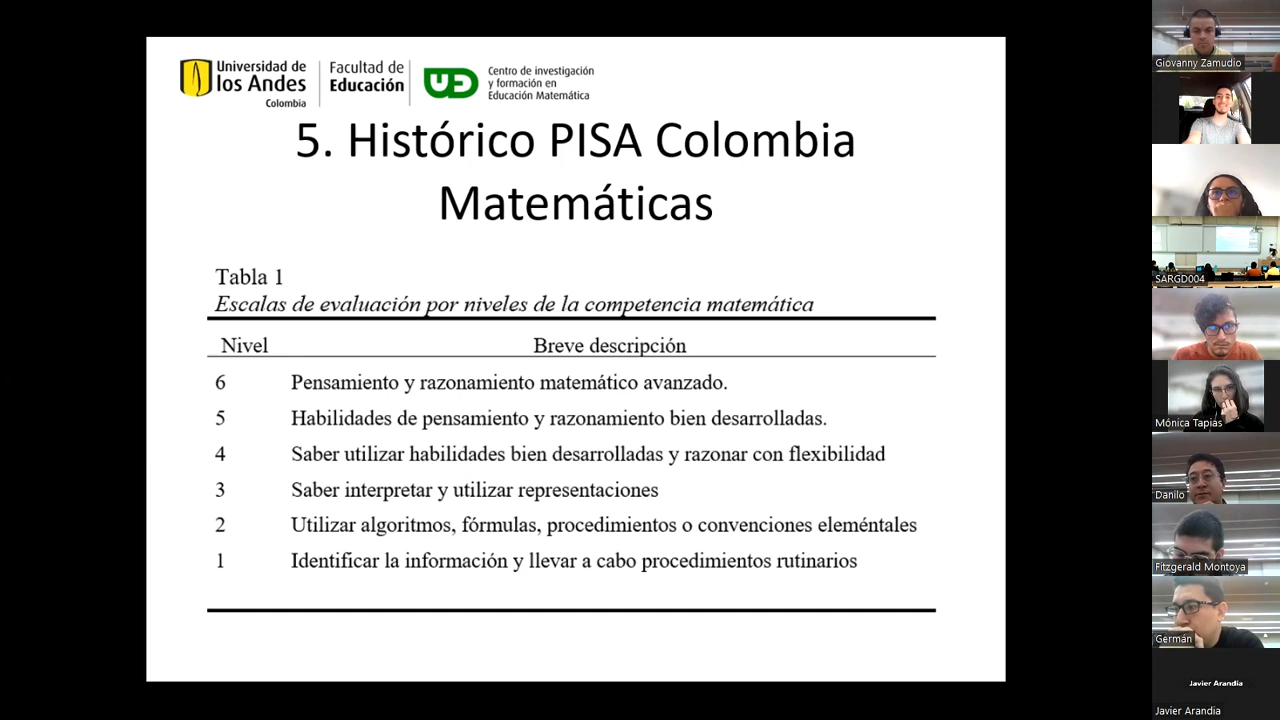 Universidad de
los Andes
Colombia
Facultad de
Educación
Centro de investigación
y formación en
Educación Matemática
5. Histórico PISA Colombia
Matemáticas
Tabla 1
Escalas de evaluación por niveles de la competencia matemática
Nivel Breve descripción
6 Pensamiento y razonamiento matemático avanzado.
5 Habilidades de pensamiento y razonamiento bien desarrolladas.
4 Saber utilizar habilidades bien desarrolladas y razonar con flexibilidad
3 Saber interpretar y utilizar representaciones
2 Utilizar algoritmos, fórmulas, procedimientos o convenciones eleméntales
1 Identificar la información y llevar a cabo procedimientos rutinarios
Giovanny Zamudio
SARGD004
Mónica Tapias
Danilo
Fitzgerald Montoya
Germán
Javier Arandia
Javier Arandia